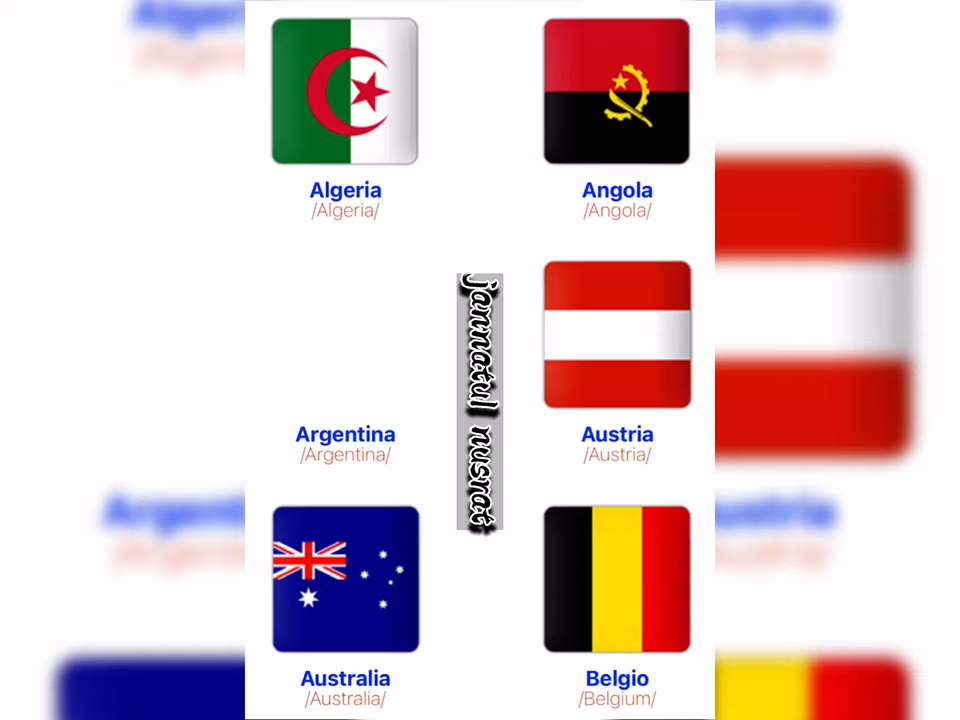 Algeria
/Algeria/
Angola
/Angola/
Argentina
/Argentina/
Austria
/Austria/
jannatul nusrat
Australia
/Australia/
Belgio
/Belgium/